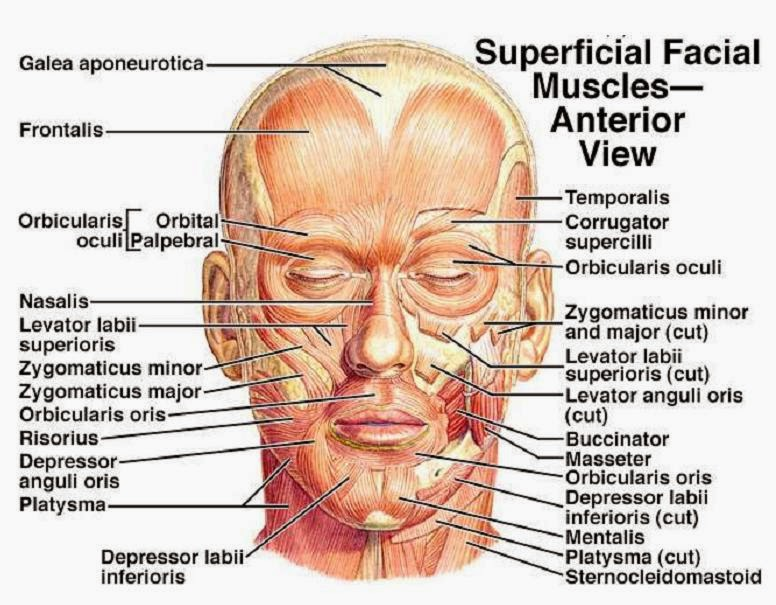 Superficial Facial
Muscles—
Anterior
View
Galea aponeurotica
Frontalis
Orbicularis
oculi
Orbital
Palpebral
Nasalis
Levator labii
superioris
Zygomaticus minor
Zygomaticus major
Orbicularis oris
Risorius
Depressor
anguli oris
Platysma
Depressor labii
inferioris
Temporalis
Corrugator
supercilli
Orbicularis oculi
Zygomaticus minor
and major (cut)
Levator labii
superioris (cut)
Levator anguli oris
(cut)
Buccinator
Masseter
Orbicularis oris
Depressor labii
inferioris (cut)
Mentalis
Platysma (cut)
Sternocleidomastoid